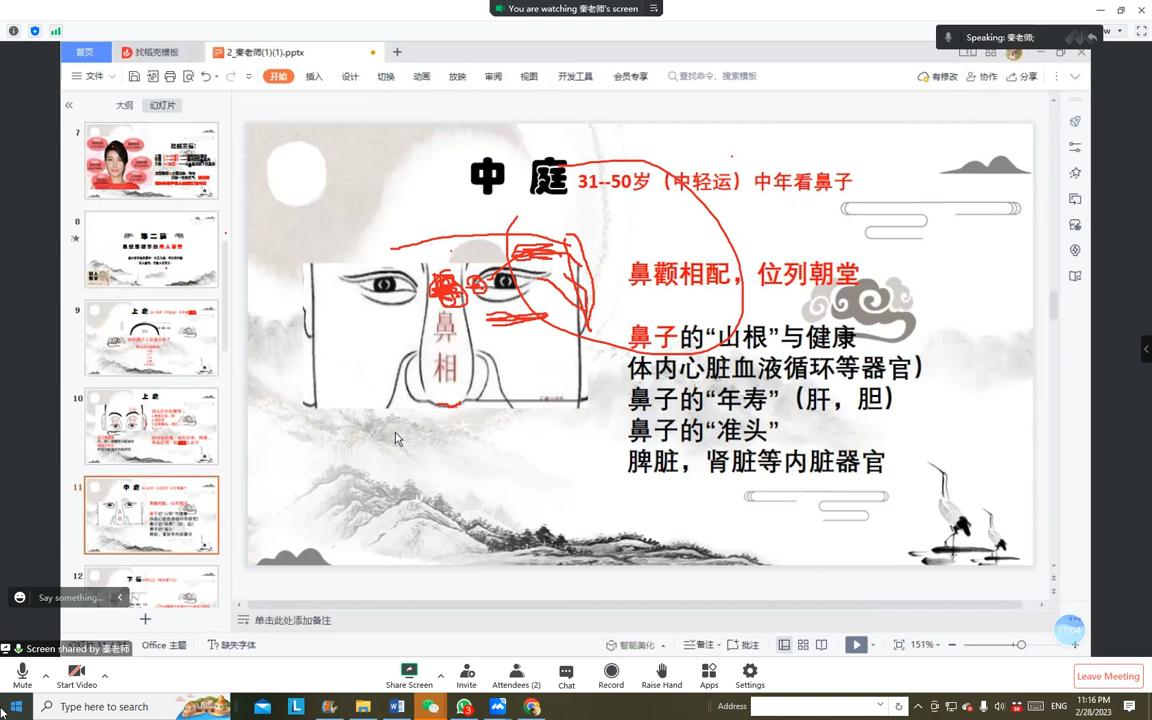 You are watching 秦老师's screen
Speaking: 秦老师;
首页
找稻壳模板
2_秦老师(1)(1).pptx
文件
开始
插入
设计
切换
动画
放映
审阅
视图
开发工具
会员专享
查找命令、搜索模板
有修改
协作
分享
大纲
幻灯片
7
8
9
10
11
12
中 庭
31--50岁（中轻运）中年看鼻子
鼻颧相配，位列朝堂
鼻相
鼻子的“山根”与健康
体内心脏血液循环等器官）
鼻子的“年寿”（肝，胆）
鼻子的“准头”
脾脏，肾脏等内脏器官
Say something...
单击此处添加备注
17:04
Screen shared by 秦老师
Office 主题
缺失字体
智能美化
备注
批注
151%
Mute
Start Video
Share Screen
Invite
Attendees (2)
Chat
Record
Raise Hand
Apps
Settings
Leave Meeting
Type here to search
Address
ENG
11:16 PM
2/28/2023